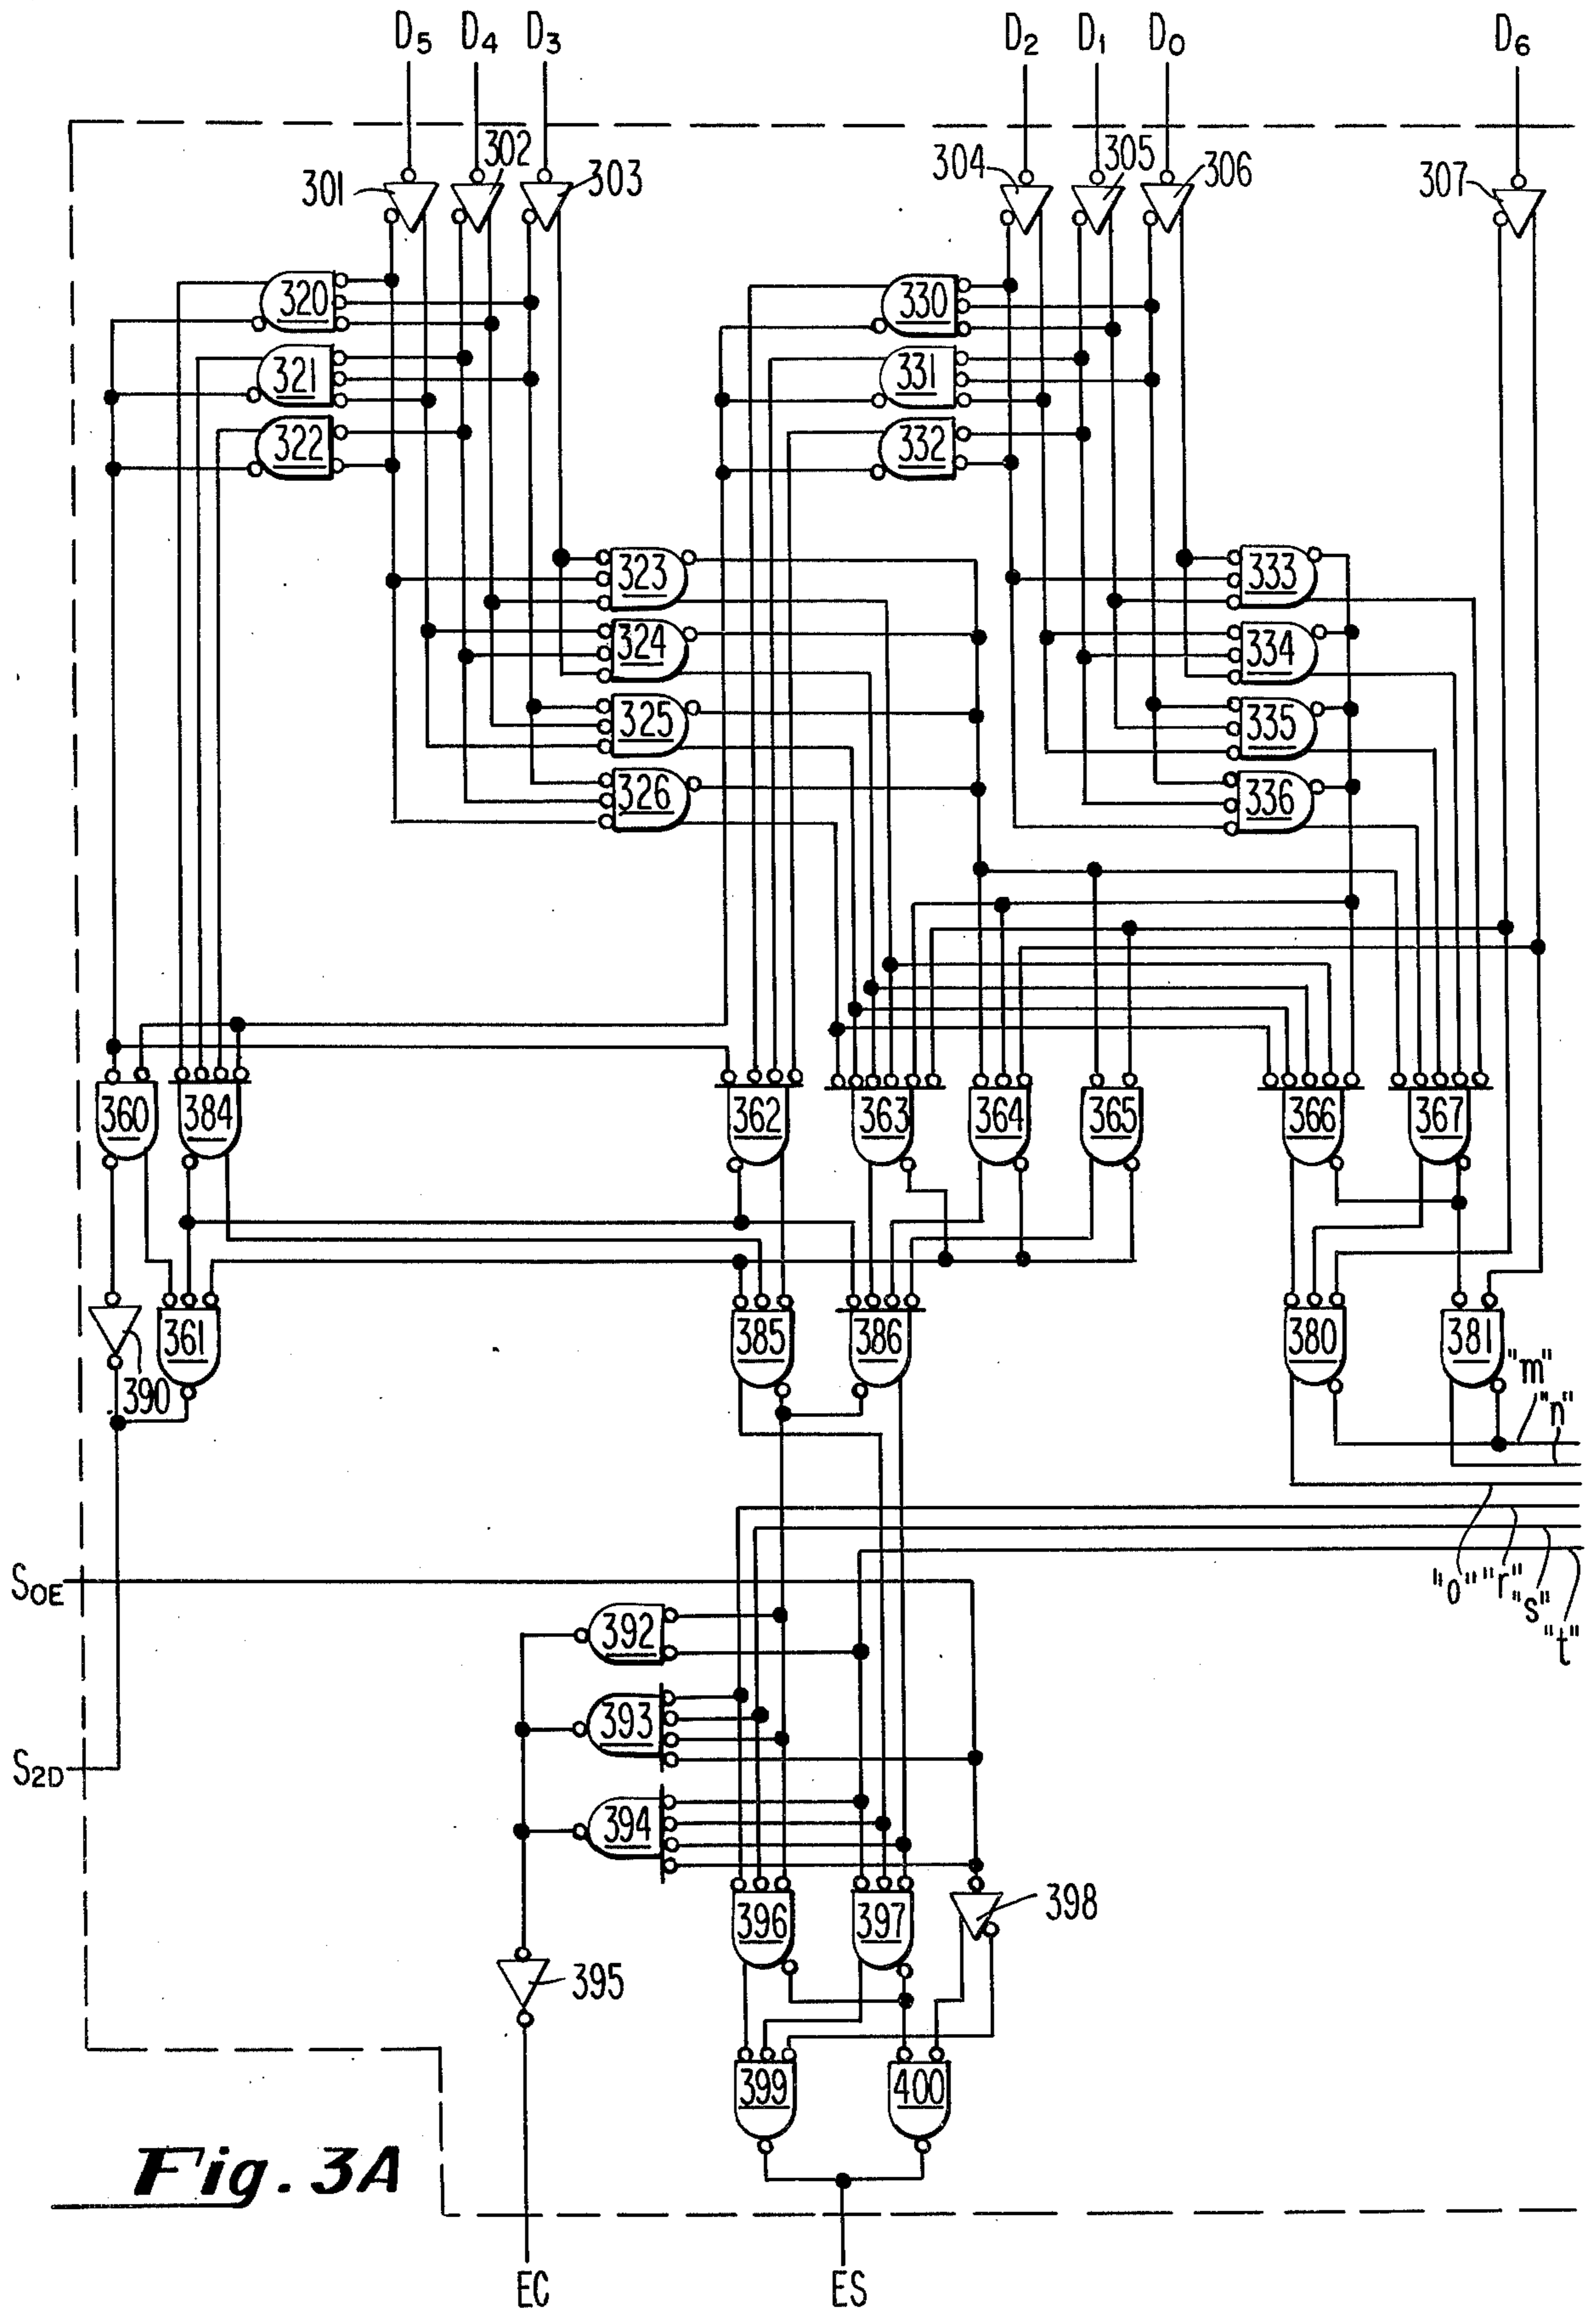 D5 D4 D3 D2 D1 D0 D6
301 302 303 304 305 306 307
320 330
321 331
322 332
323 333
324 334
325 335
326 336
360 384 362 363 364 365 366 367
361 385 386 380 381
390
"m"
"n"
"o" "r" "s" "t"
SOE
392
393
S2D
394
396 397 398
395
399 400
Fig. 3A
EC ES